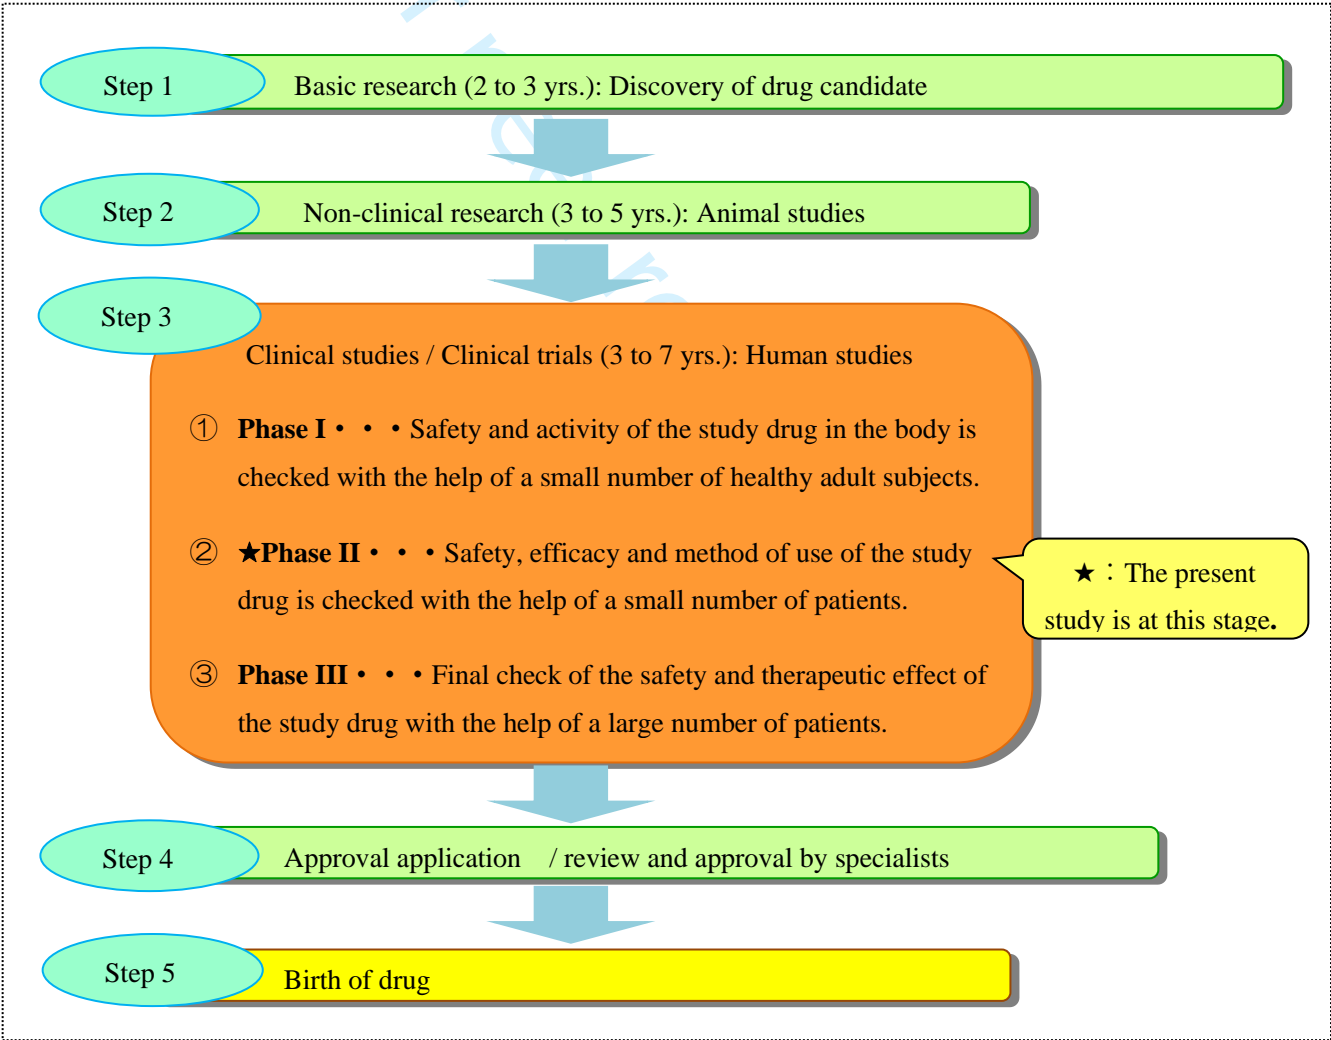 Step 1
Basic research (2 to 3 yrs.): Discovery of drug candidate
Step 2
Non-clinical research (3 to 5 yrs.): Animal studies
Step 3
Clinical studies / Clinical trials (3 to 7 yrs.): Human studies
① Phase I・・・Safety and activity of the study drug in the body is
checked with the help of a small number of healthy adult subjects.
② ★Phase II・・・Safety, efficacy and method of use of the study
drug is checked with the help of a small number of patients.
★：The present
study is at this stage.
③ Phase III・・・Final check of the safety and therapeutic effect of
the study drug with the help of a large number of patients.
Step 4
Approval application / review and approval by specialists
Step 5
Birth of drug